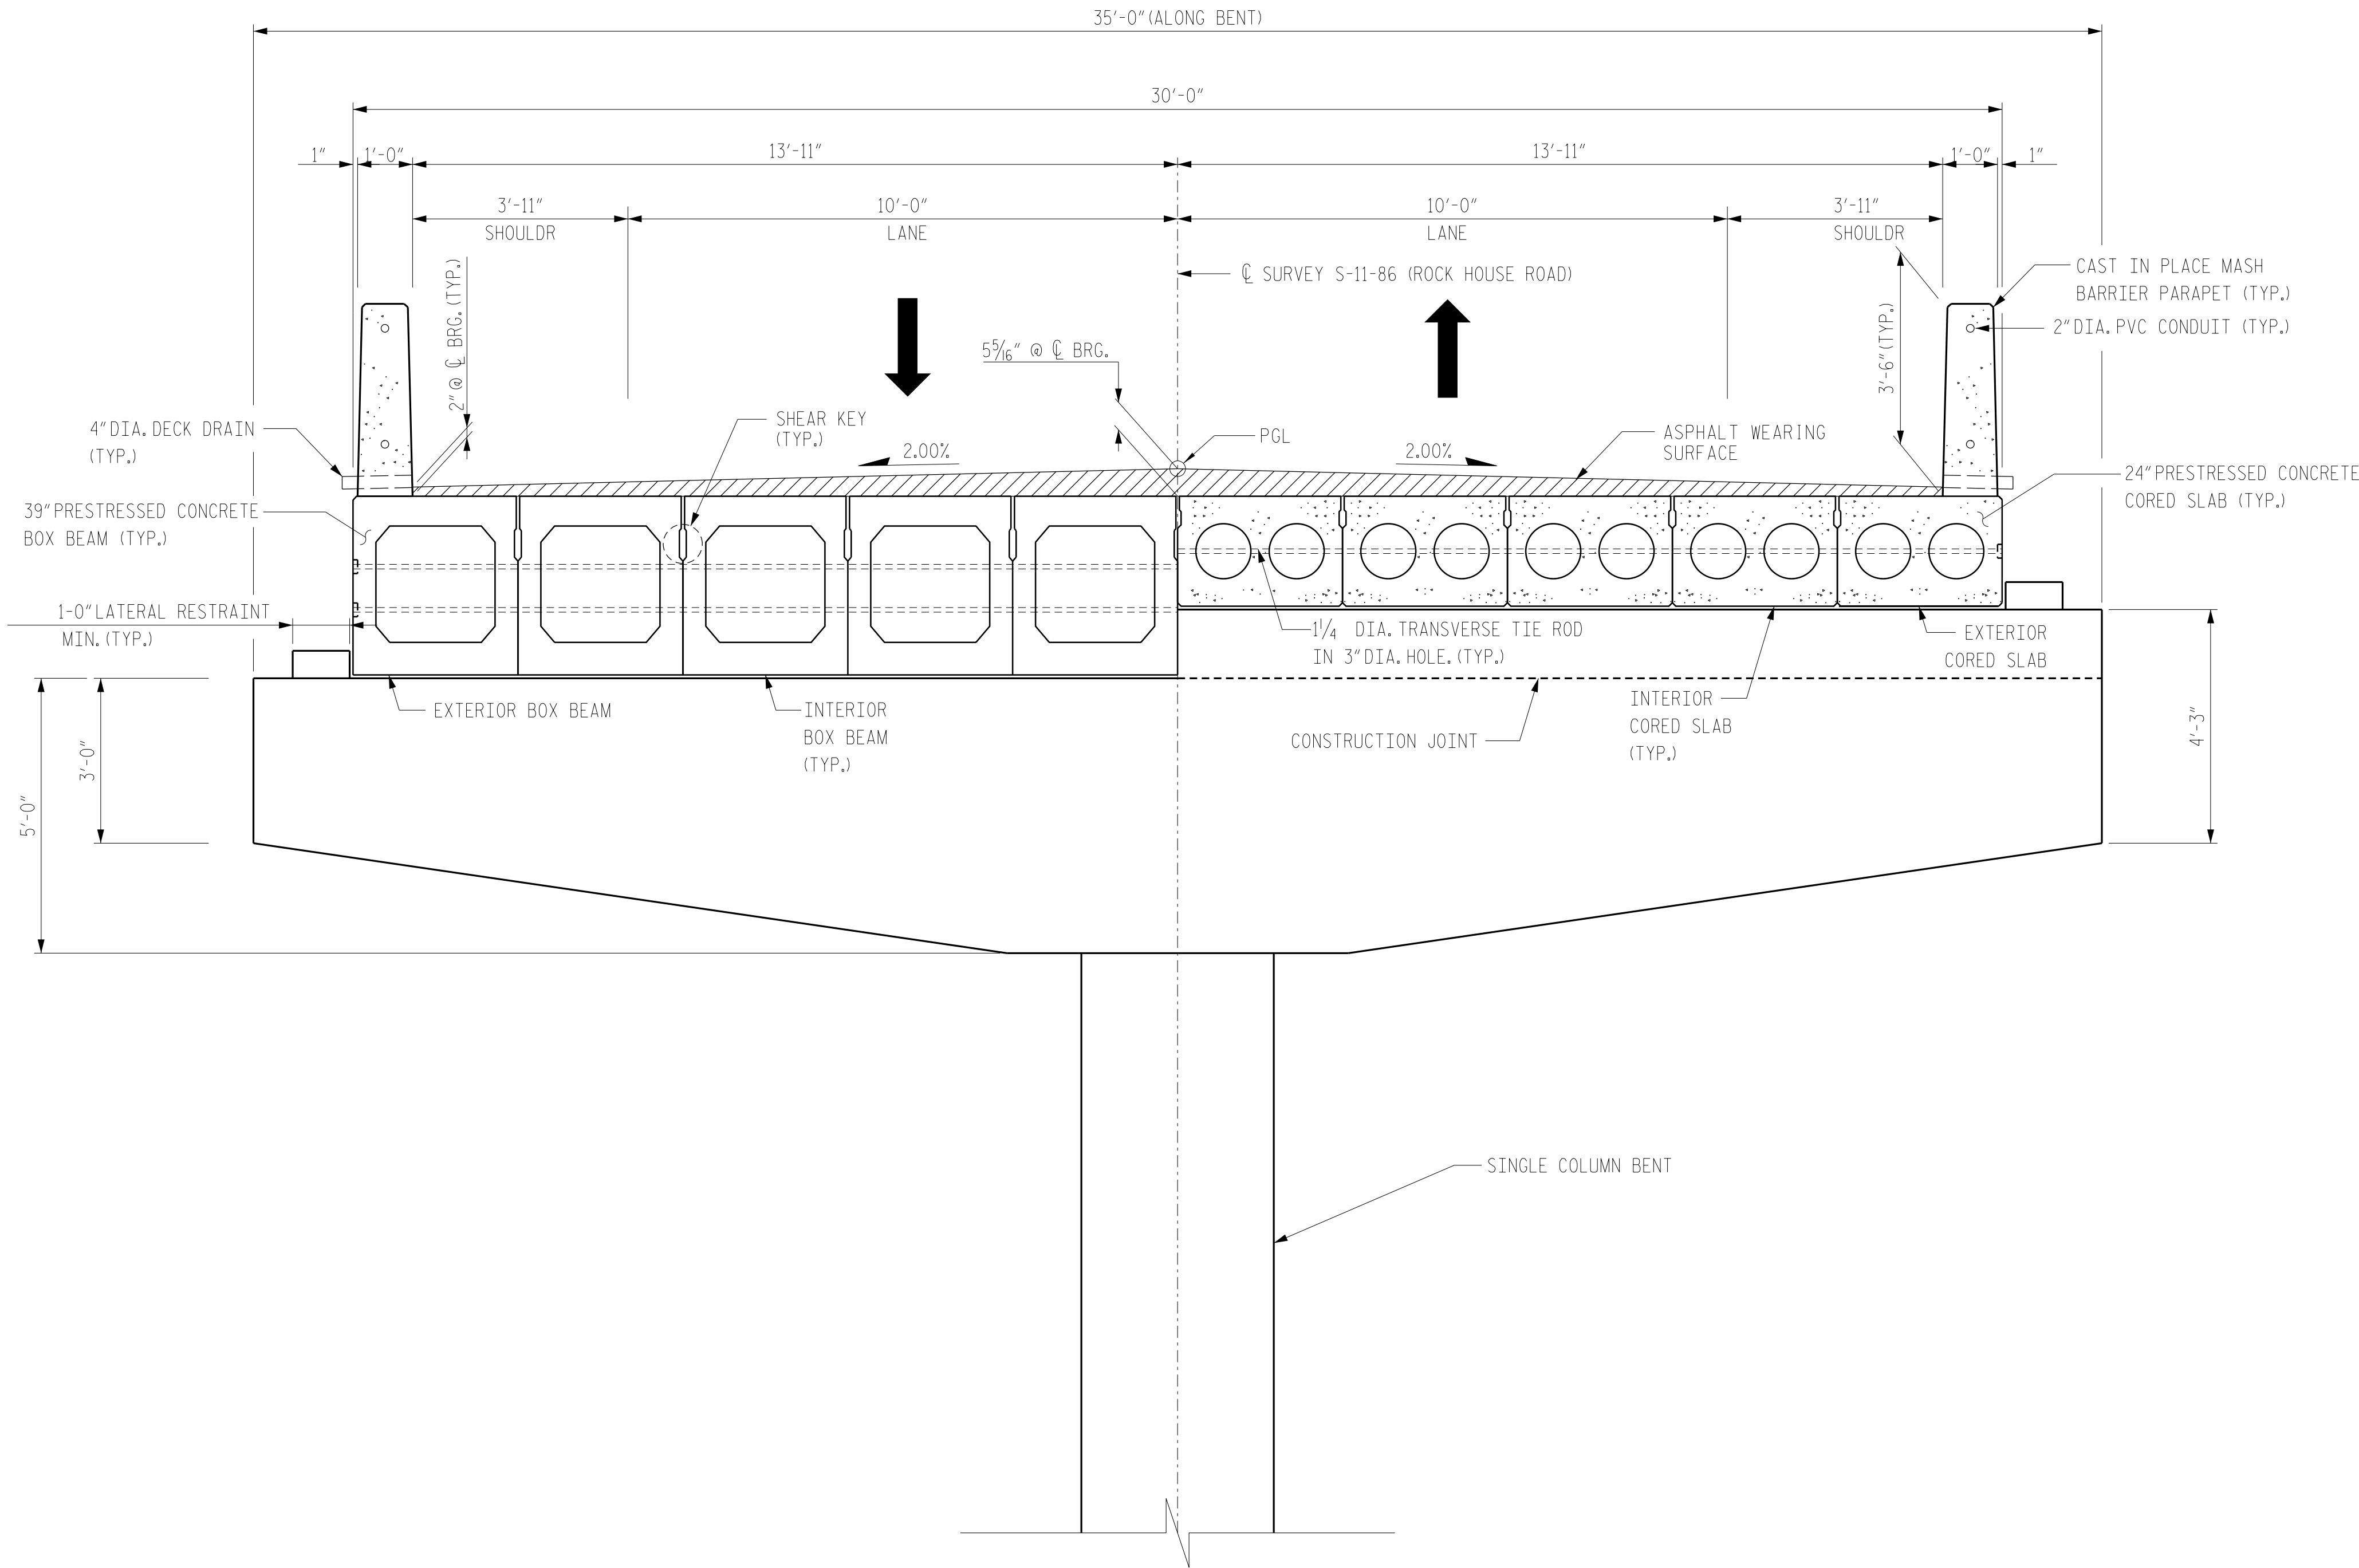 35'-0" (ALONG BENT)
30'-0"
1"
1'-0"
13'-11"
13'-11"
1'-0"
1"
3'-11"
SHOULDR
10'-0"
LANE
10'-0"
LANE
3'-11"
SHOULDR
℄ SURVEY S-11-86 (ROCK HOUSE ROAD)
CAST IN PLACE MASH
BARRIER PARAPET (TYP.)
2" DIA. PVC CONDUIT (TYP.)
2" @ ℄ BRG. (TYP.)
5 5/16" @ ℄ BRG.
3'-6" (TYP.)
4" DIA. DECK DRAIN
(TYP.)
SHEAR KEY
(TYP.)
2.00%
PGL
2.00%
ASPHALT WEARING
SURFACE
24" PRESTRESSED CONCRETE
CORED SLAB (TYP.)
39" PRESTRESSED CONCRETE
BOX BEAM (TYP.)
1-0" LATERAL RESTRAINT
MIN. (TYP.)
1 1/4 DIA. TRANSVERSE TIE ROD
IN 3" DIA. HOLE. (TYP.)
EXTERIOR
CORED SLAB
EXTERIOR BOX BEAM
INTERIOR
BOX BEAM
(TYP.)
INTERIOR
CORED SLAB
(TYP.)
CONSTRUCTION JOINT
3'-0"
5'-0"
4'-3"
SINGLE COLUMN BENT